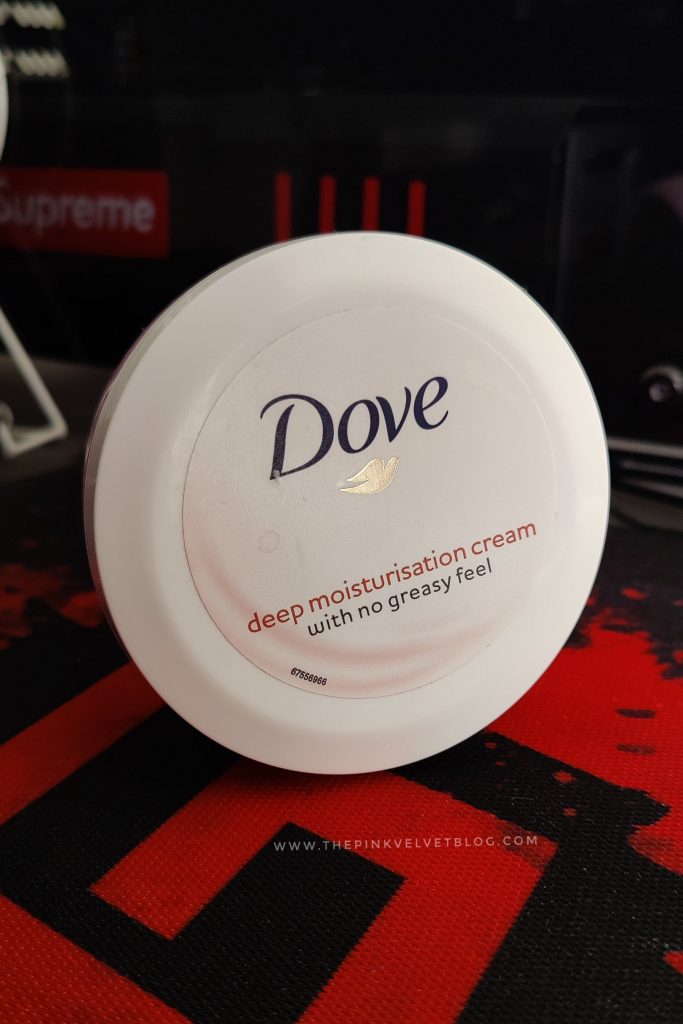 Supreme
Dove
deep moisturisation cream
with no greasy feel
67556966
WWW.THEPINKVELVETBLOG.COM